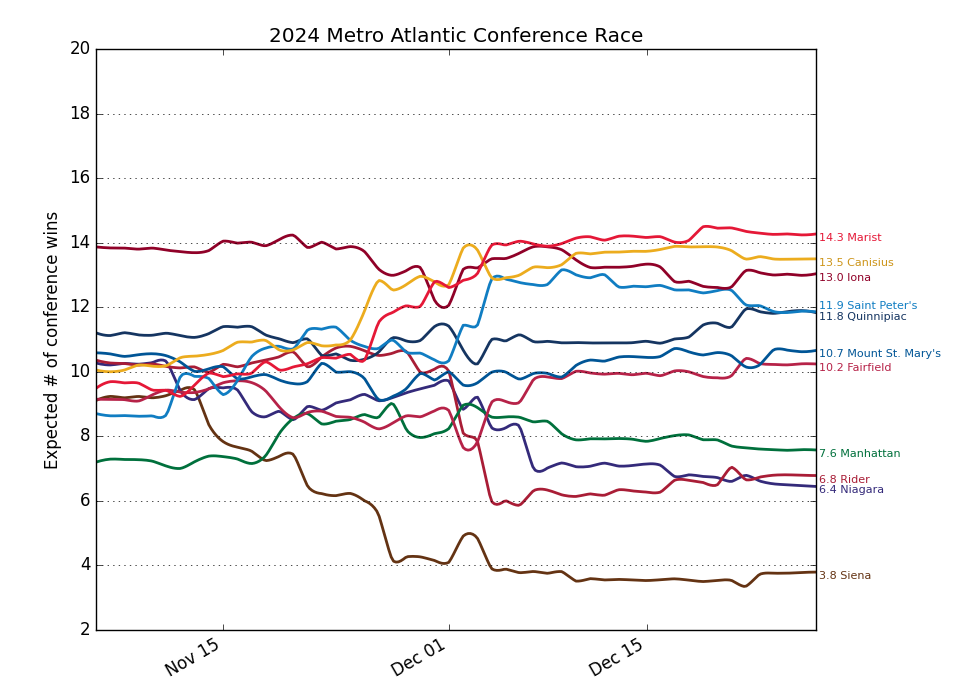 2024 Metro Atlantic Conference Race
Expected # of conference wins
20
18
16
14
12
10
8
6
4
2
14.3 Marist
13.5 Canisius
13.0 Iona
11.9 Saint Peter's
11.8 Quinnipiac
10.7 Mount St. Mary's
10.2 Fairfield
7.6 Manhattan
6.8 Rider
6.4 Niagara
3.8 Siena
Nov 15
Dec 01
Dec 15